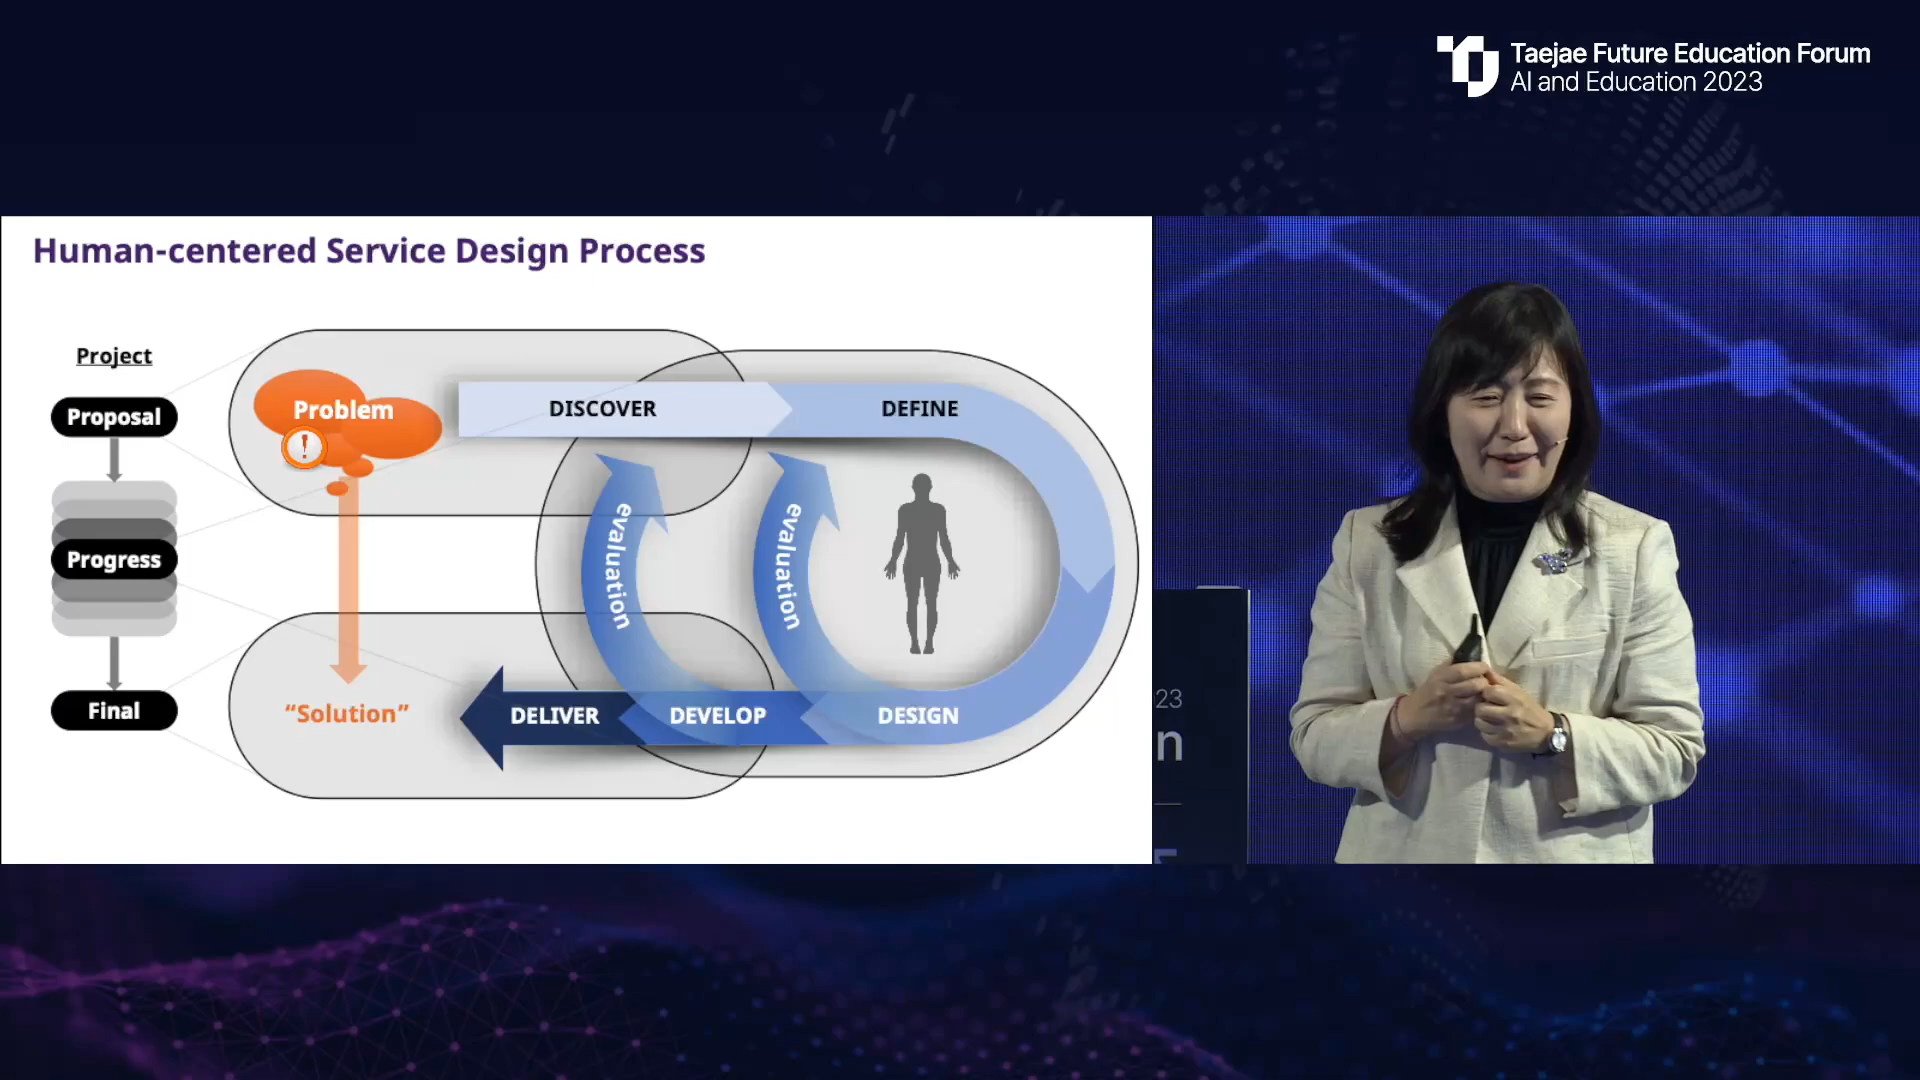 Taejae Future Education Forum
AI and Education 2023
Human-centered Service Design Process
Project
Proposal
Progress
Final
Problem
!
"Solution"
DISCOVER
DEFINE
evaluation
evaluation
DELIVER
DEVELOP
DESIGN
23
n